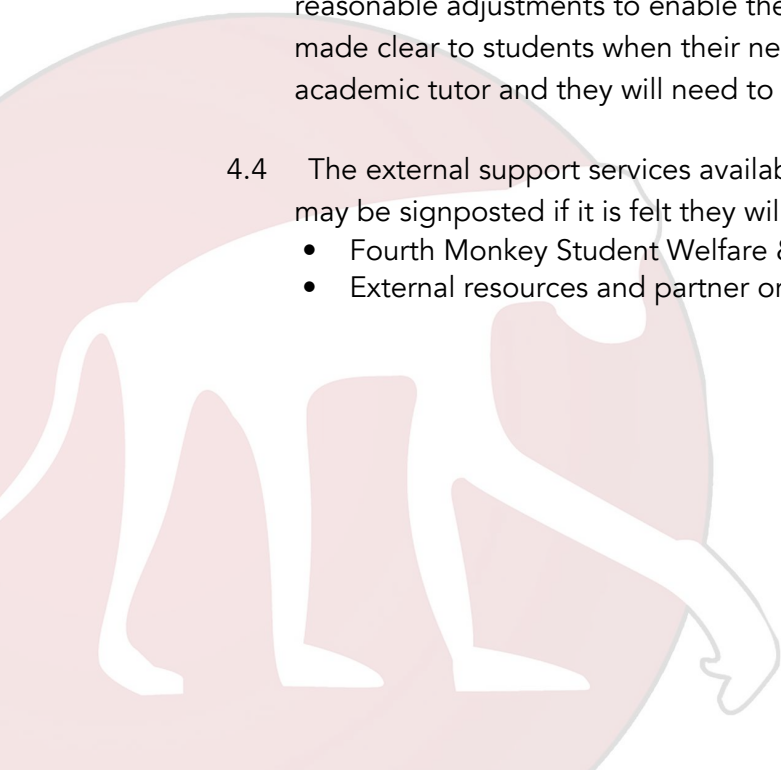 reasonable adjustments to enable the
made clear to students when their ne
academic tutor and they will need to
4.4 The external support services availab
may be signposted if it is felt they wil
• Fourth Monkey Student Welfare &
• External resources and partner or